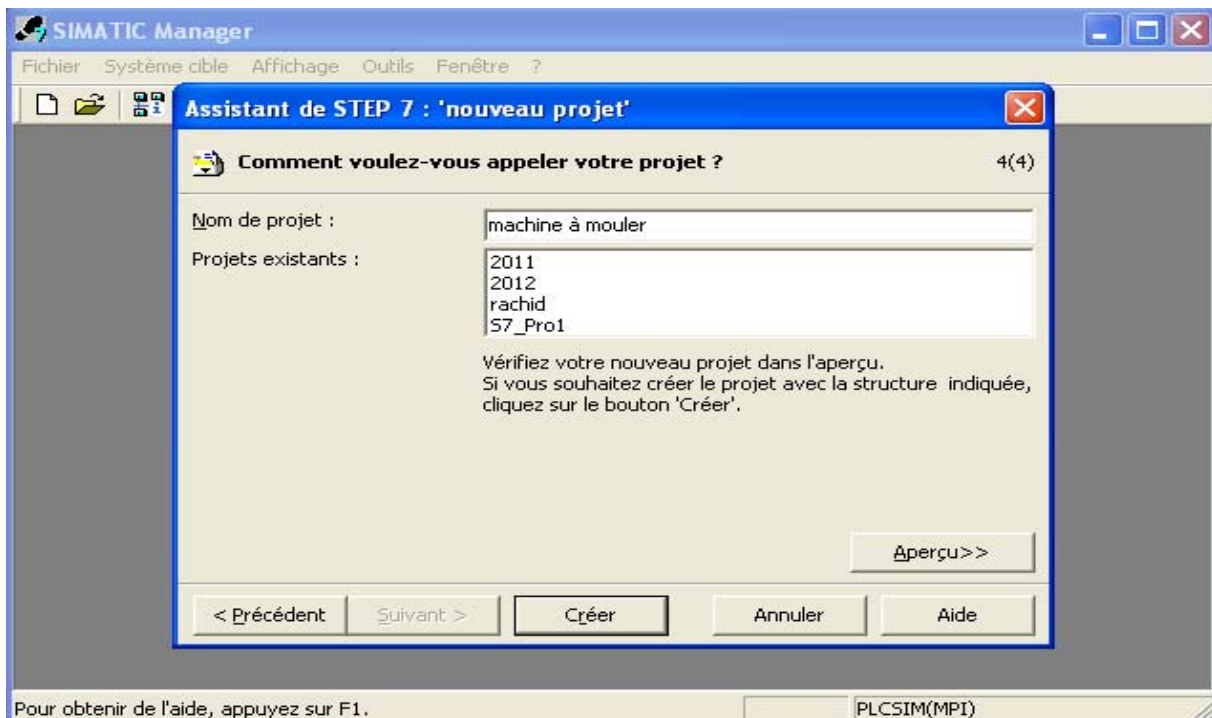 SIMATIC Manager
Fichier Système cible Affichage Outils Fenêtre ?
Assistant de STEP 7 : 'nouveau projet'
Comment voulez-vous appeler votre projet ? 4(4)
Nom de projet : machine à mouler
Projets existants : 2011
2012
rachid
S7_Pro1
Vérifiez votre nouveau projet dans l'aperçu.
Si vous souhaitez créer le projet avec la structure indiquée,
cliquez sur le bouton 'Créer'.
Aperçu>>
< Précédent Suivant > Créer Annuler Aide
Pour obtenir de l'aide, appuyez sur F1. PLCSIM(MPI)